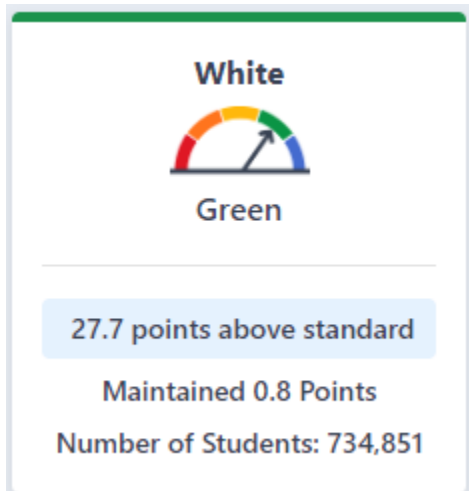 White
Green
27.7 points above standard
Maintained 0.8 Points
Number of Students: 734,851